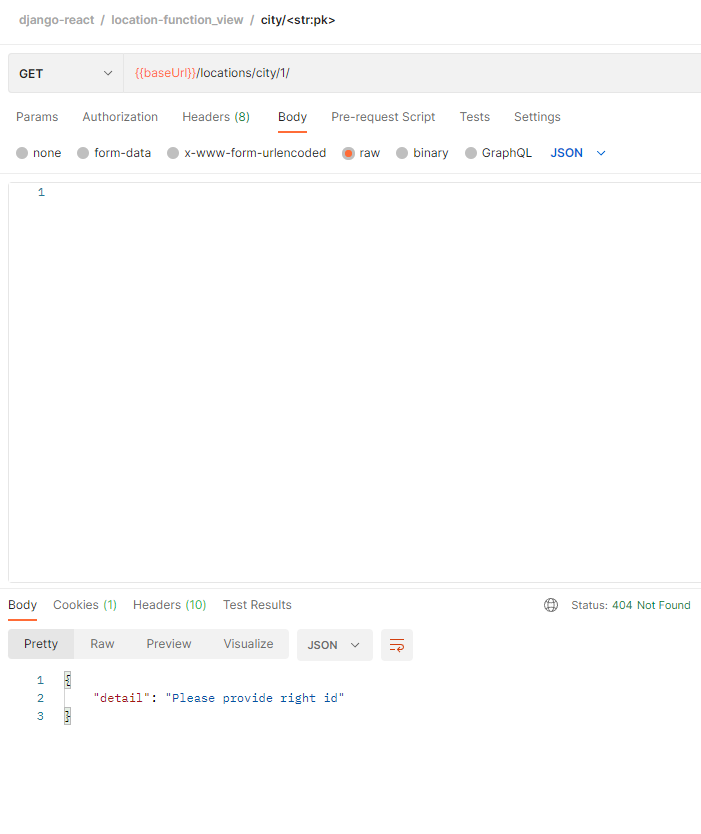 django-react / location-function_view / city/<str:pk>
GET {{baseUrl}}/locations/city/1/
Params Authorization Headers (8) Body Pre-request Script Tests Settings
none form-data x-www-form-urlencoded raw binary GraphQL JSON
1
Body Cookies (1) Headers (10) Test Results Status: 404 Not Found
Pretty Raw Preview Visualize JSON
1 {
2 "detail": "Please provide right id"
3 }